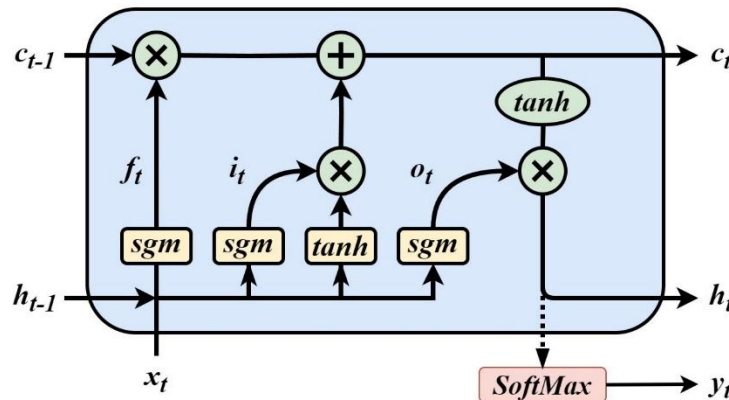 c_{t-1} × + c_t
tanh
f_t i_t × o_t ×
sgm sgm tanh sgm
h_{t-1} h_t
x_t
SoftMax y_t